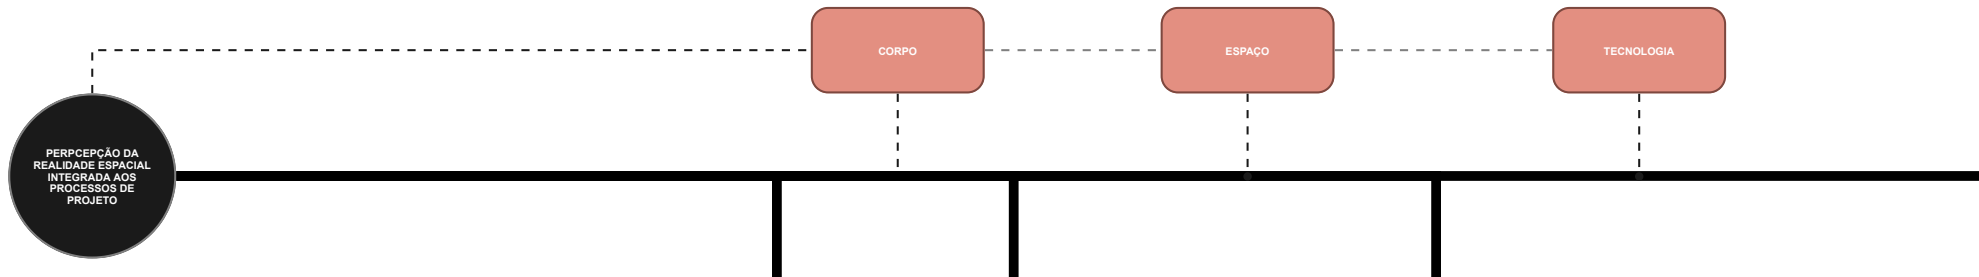 CORPO
ESPAÇO
TECNOLOGIA
PERPCEPÇÃO DA
REALIDADE ESPACIAL
INTEGRADA AOS
PROCESSOS DE
PROJETO